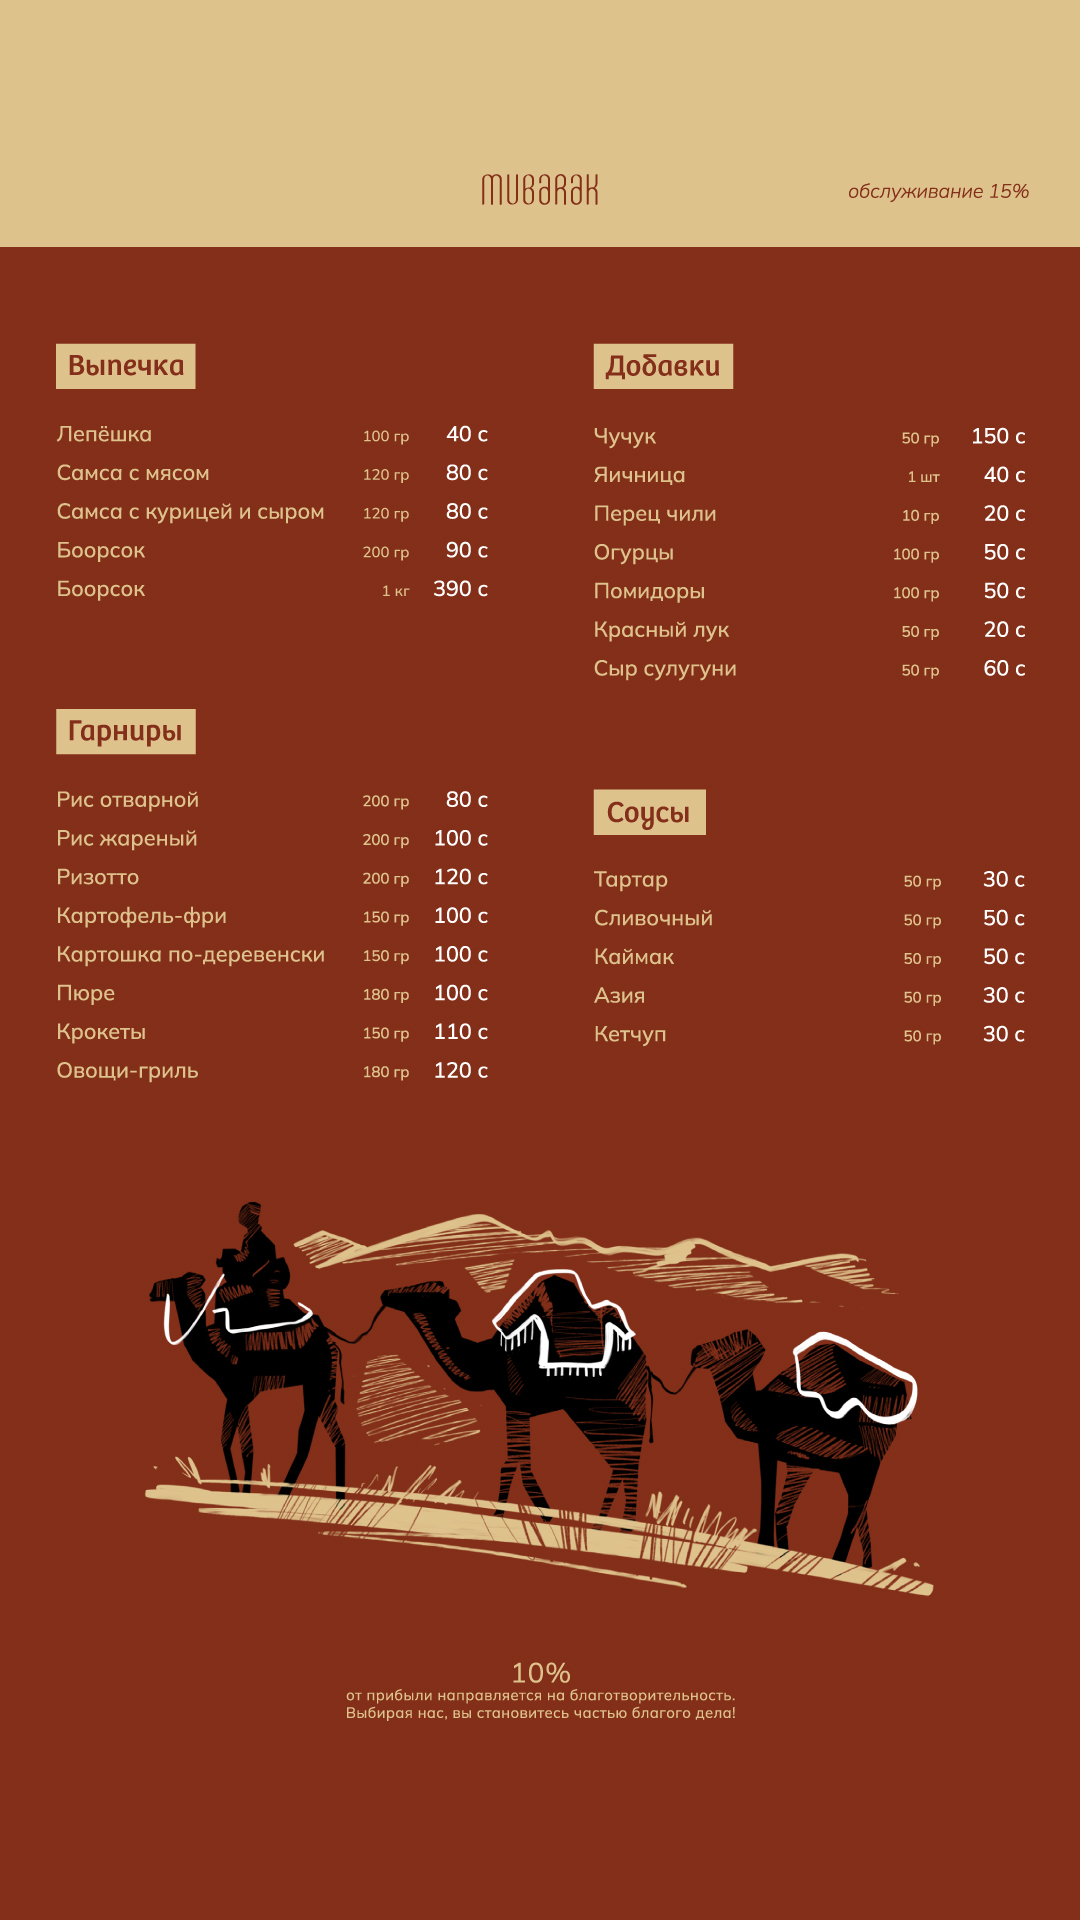 MUBARAK
обслуживание 15%
Выпечка
Лепёшка 100 гр 40 с
Самса с мясом 120 гр 80 с
Самса с курицей и сыром 120 гр 80 с
Боорсок 200 гр 90 с
Боорсок 1 кг 390 с
Гарниры
Рис отварной 200 гр 80 с
Рис жареный 200 гр 100 с
Ризотто 200 гр 120 с
Картофель-фри 150 гр 100 с
Картошка по-деревенски 150 гр 100 с
Пюре 180 гр 100 с
Крокеты 150 гр 110 с
Овощи-гриль 180 гр 120 с
Добавки
Чучук 50 гр 150 с
Яичница 1 шт 40 с
Перец чили 10 гр 20 с
Огурцы 100 гр 50 с
Помидоры 100 гр 50 с
Красный лук 50 гр 20 с
Сыр сулугуни 50 гр 60 с
Соусы
Тартар 50 гр 30 с
Сливочный 50 гр 50 с
Каймак 50 гр 50 с
Азия 50 гр 30 с
Кетчуп 50 гр 30 с
10%
от прибыли направляется на благотворительность.
Выбирая нас, вы становитесь частью благого дела!